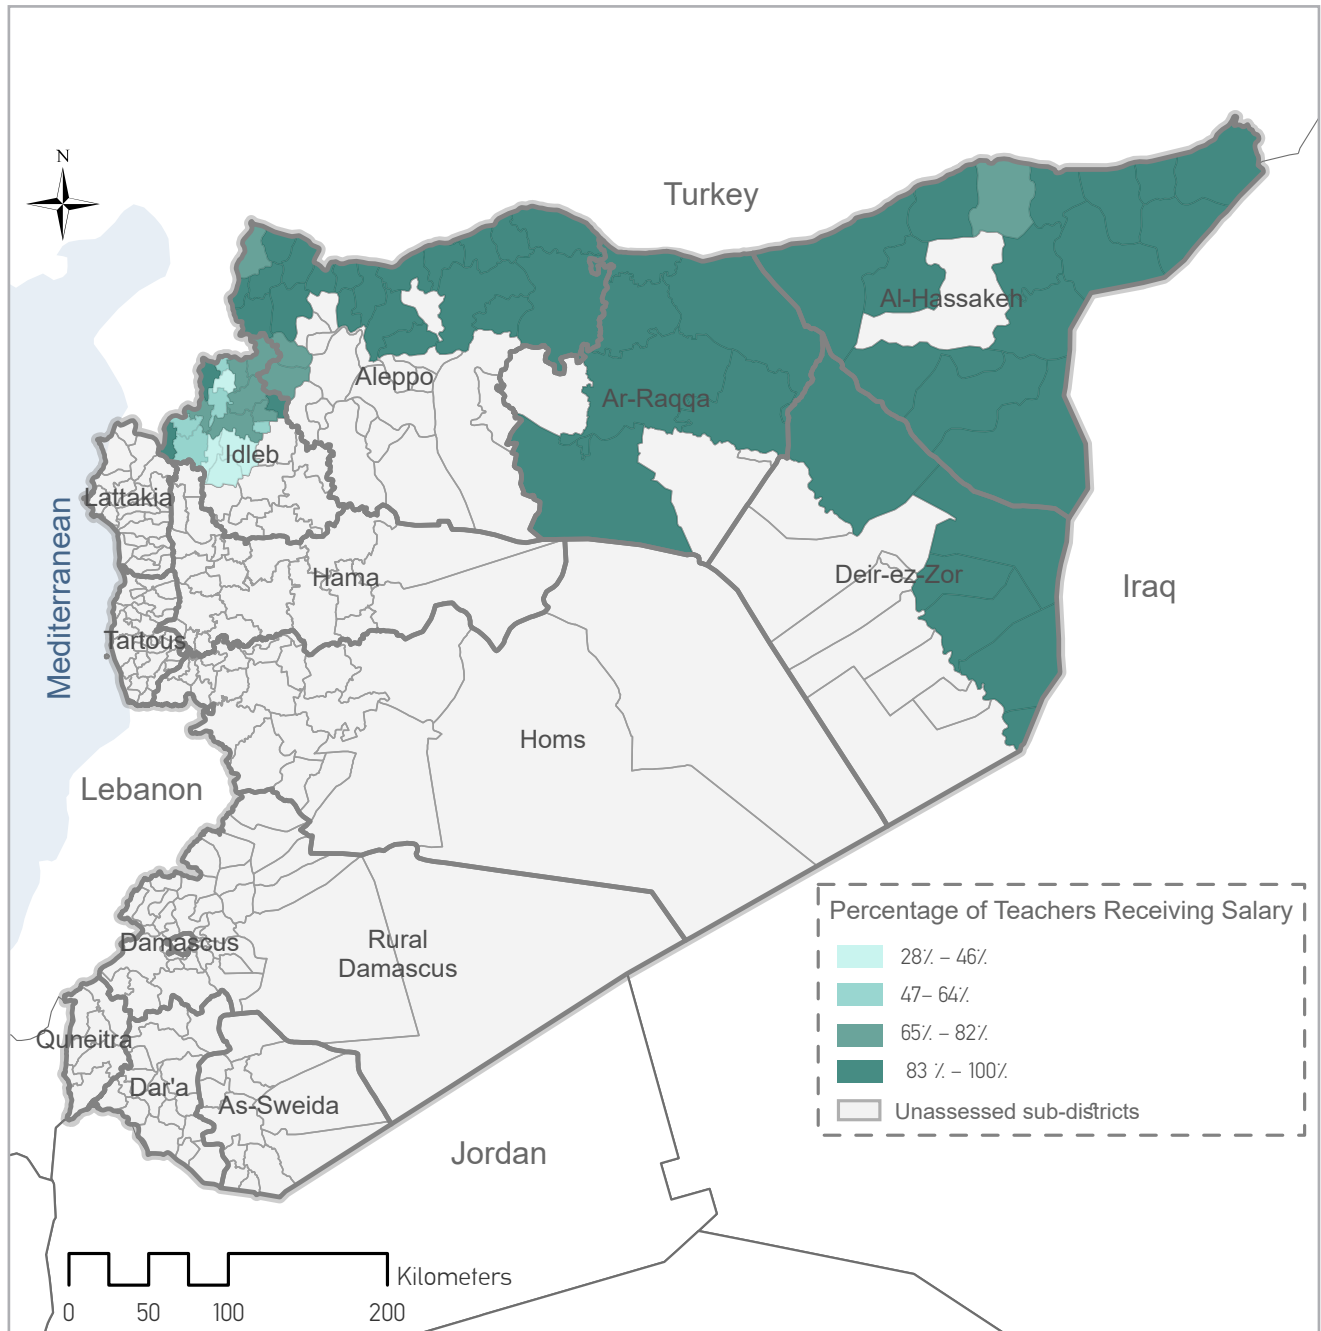 N
Turkey
Al-Hassakeh
Aleppo
Ar-Raqqa
Idleb
Lattakia
Mediterranean
Hama
Deir-ez-Zor
Iraq
Tartous
Homs
Lebanon
Percentage of Teachers Receiving Salary
28% – 46%
47– 64%
65% – 82%
83 % – 100%
Unassessed sub-districts
Damascus
Rural
Damascus
Quneitra
Dar'a
As-Sweida
Jordan
Kilometers
0 50 100 200